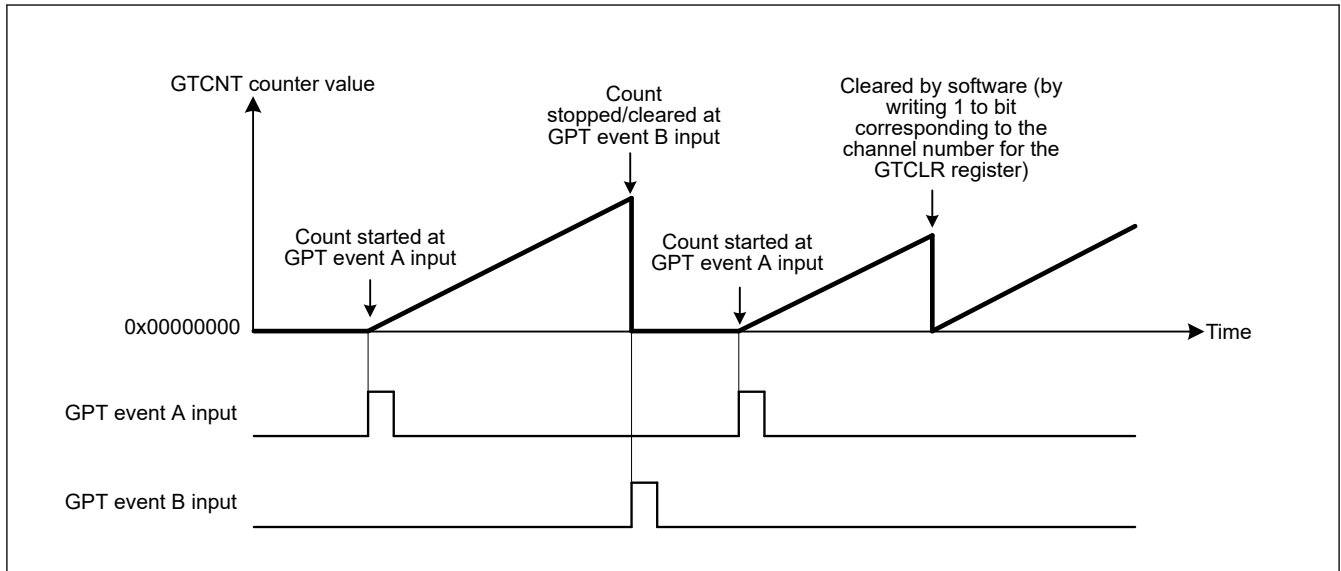 GTCNT counter value
Count
stopped/cleared at
GPT event B input
Cleared by software (by
writing 1 to bit
corresponding to the
channel number for the
GTCLR register)
Count started at
GPT event A input
Count started at
GPT event A input
0x00000000
Time
GPT event A input
GPT event B input